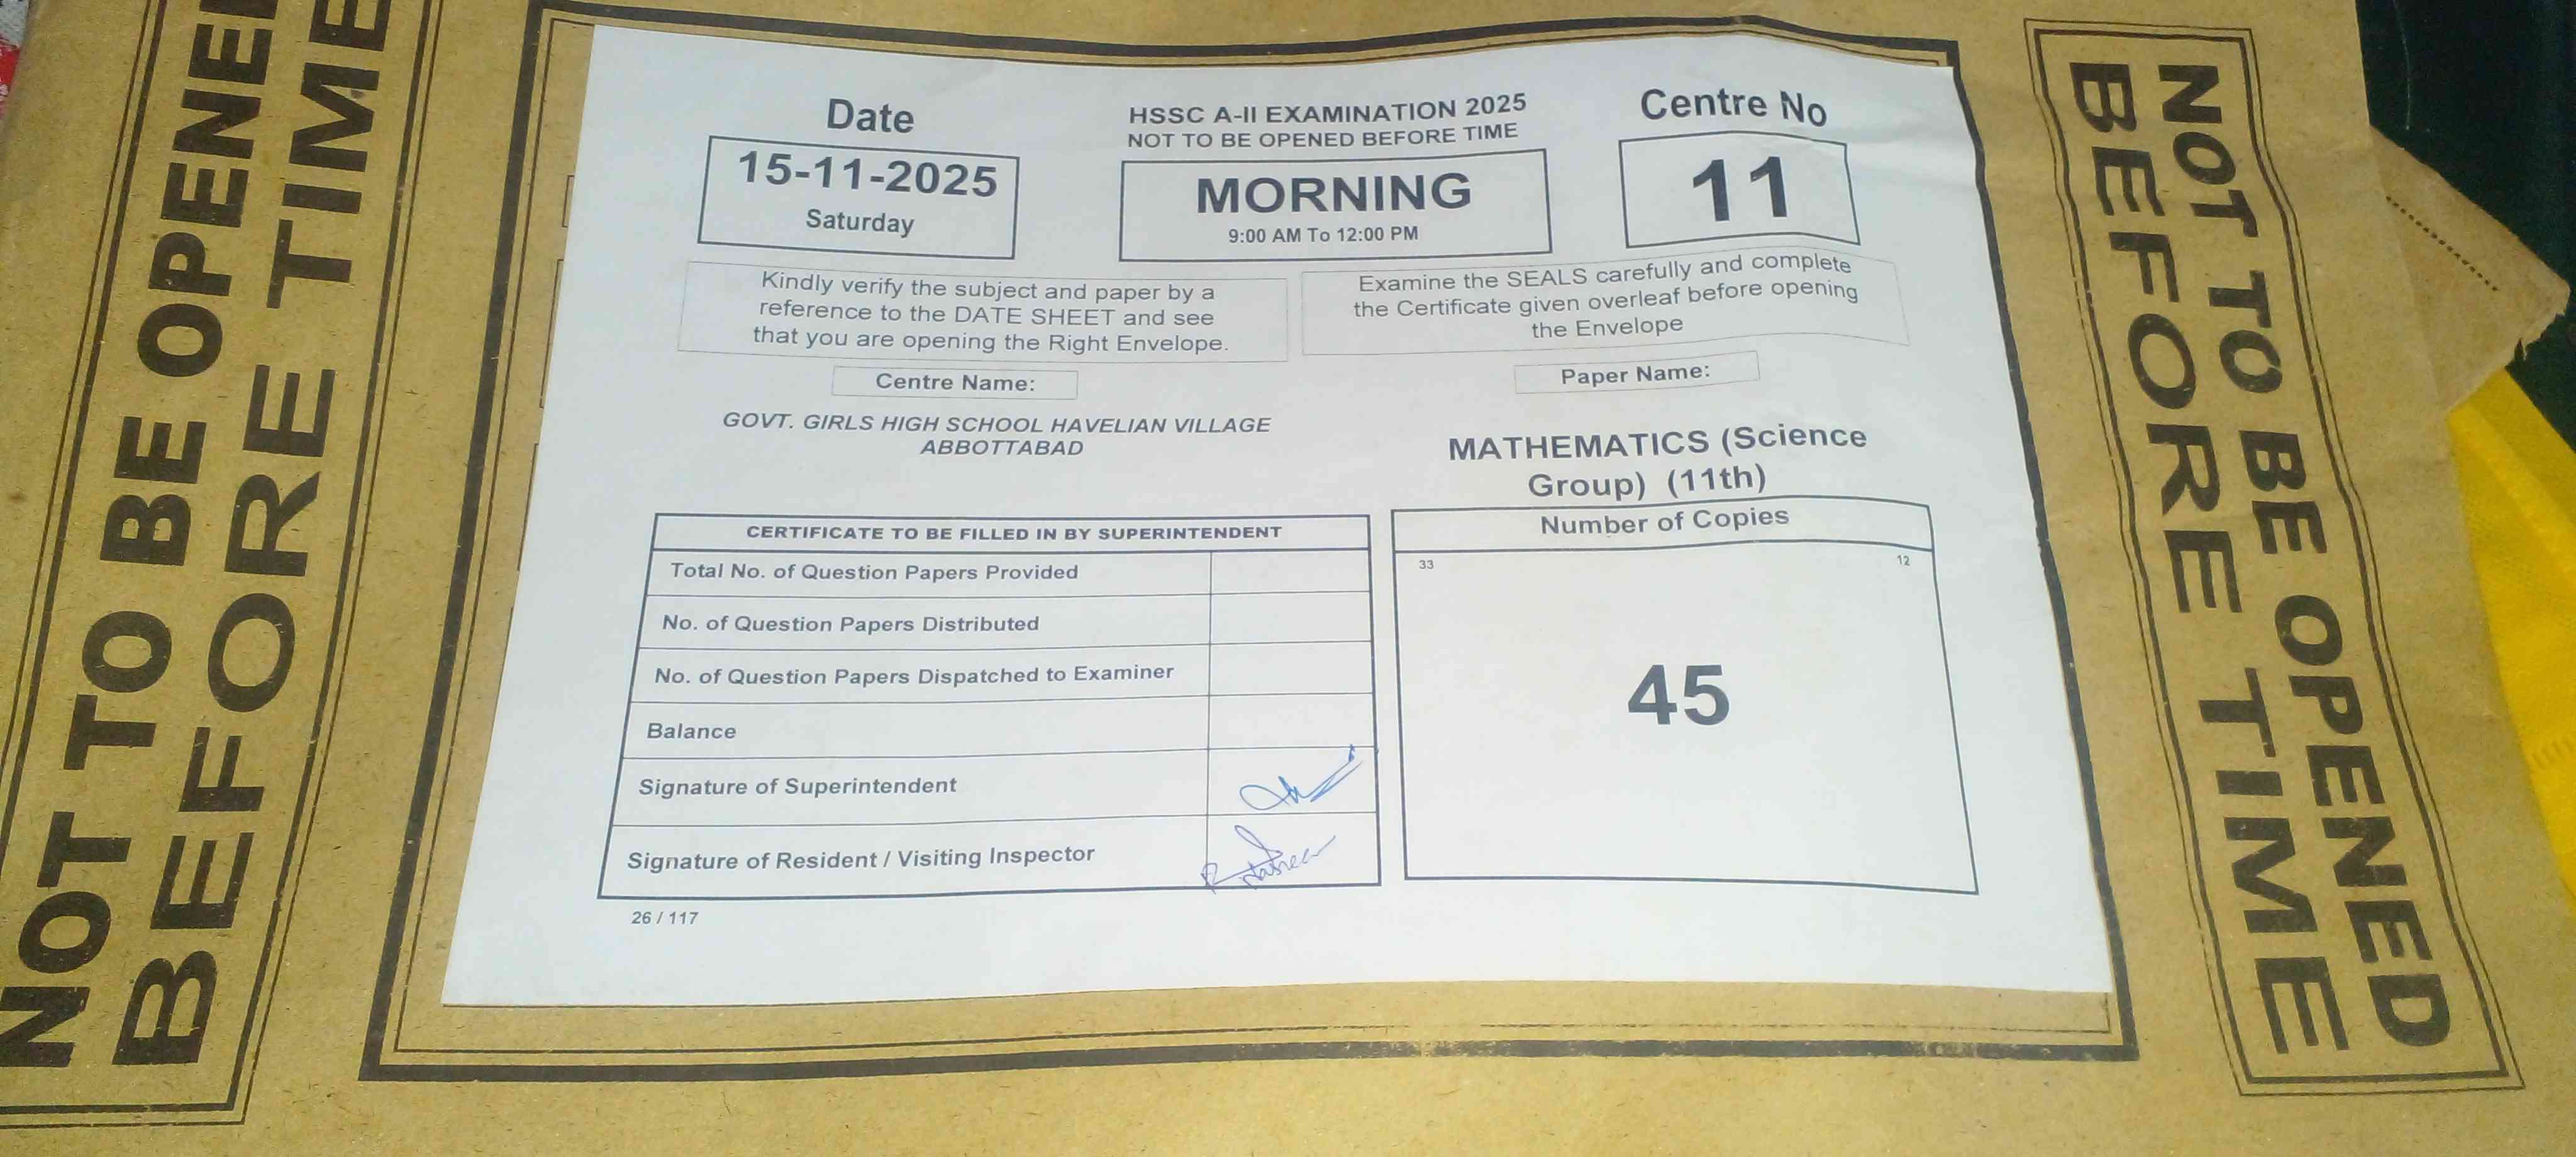 NOT TO BE OPENE
BEFORE TIME
Date
15-11-2025
Saturday
HSSC A-II EXAMINATION 2025
NOT TO BE OPENED BEFORE TIME
MORNING
9:00 AM To 12:00 PM
Centre No
11
Kindly verify the subject and paper by a
reference to the DATE SHEET and see
that you are opening the Right Envelope.
Examine the SEALS carefully and complete
the Certificate given overleaf before opening
the Envelope
Centre Name:
GOVT. GIRLS HIGH SCHOOL HAVELIAN VILLAGE
ABBOTTABAD
Paper Name:
MATHEMATICS (Science
Group) (11th)
CERTIFICATE TO BE FILLED IN BY SUPERINTENDENT
Total No. of Question Papers Provided
No. of Question Papers Distributed
No. of Question Papers Dispatched to Examiner
Balance
Signature of Superintendent
Signature of Resident / Visiting Inspector
26 / 117
Number of Copies
33 12
45
NOT TO BE OPENED
BEFORE TIME